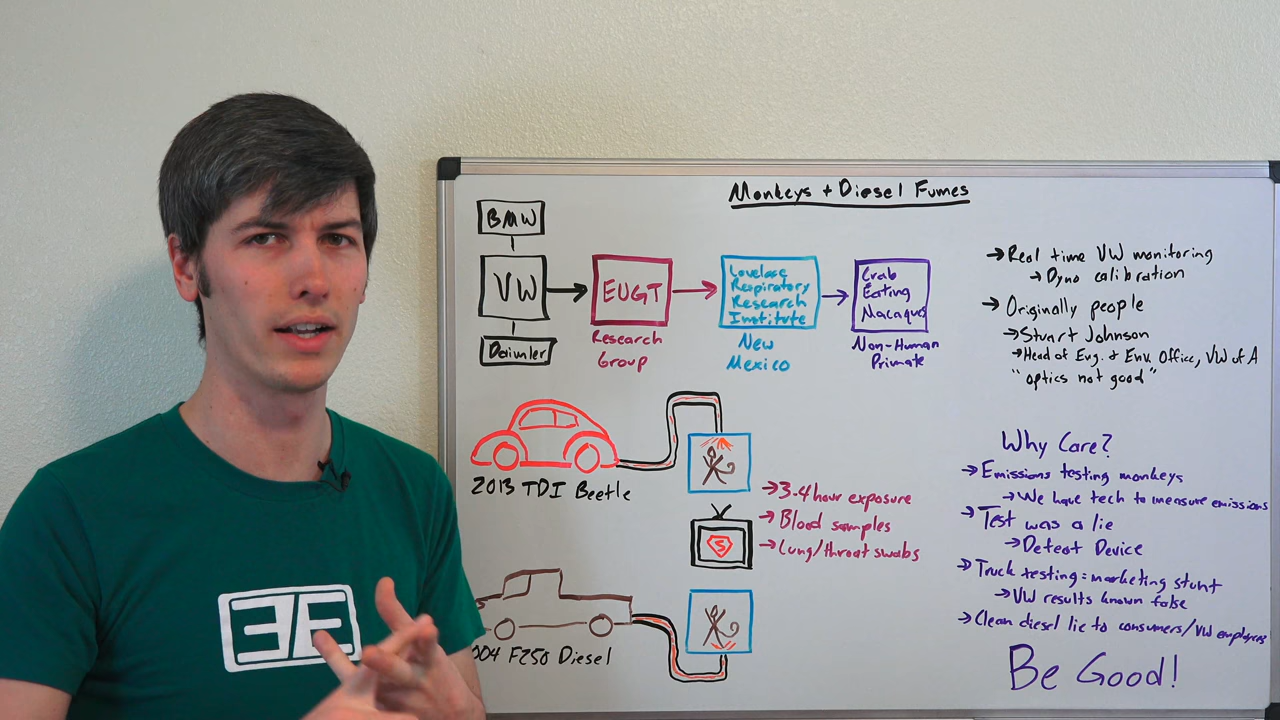 Monkeys + Diesel Fumes
BMW
VW
Daimler
EUGT
Research
Group
Lovelace
Respiratory
Research
Institute
New
Mexico
Crab
Eating
Macaques
Non-Human
Primate
→ Real time VW monitoring
→ Dyno calibration
→ Originally people
→ Stuart Johnson
→ Head of Eng. & Env. Office, VW of A
"optics not good"
2013 TDI Beetle
→ 3-4 hour exposure
→ Blood samples
→ Lung/throat swabs
S
004 F250 Diesel
Why Care?
→ Emissions testing monkeys
→ We have tech to measure emissions
→ Test was a lie
→ Defeat Device
→ Truck testing = marketing stunt
→ VW results known false
→ Clean diesel lie to consumers/VW employees
Be Good!
EE